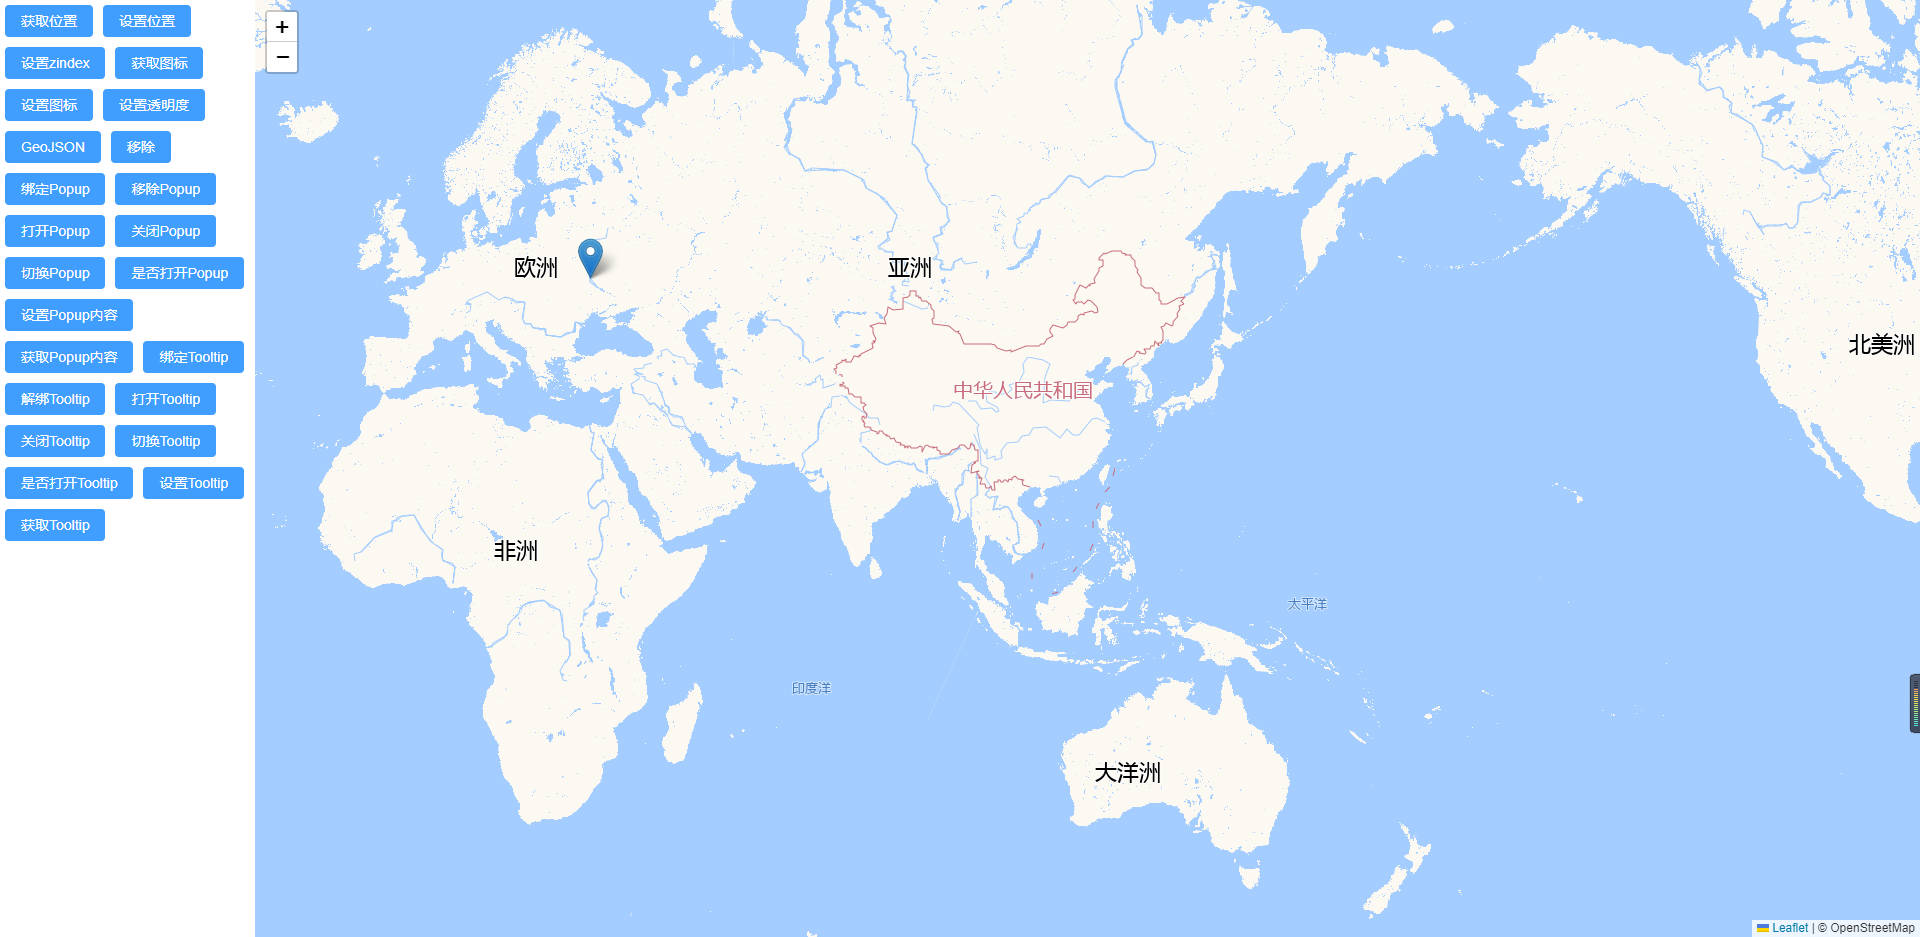 获取位置 设置位置
设置zindex 获取图标
设置图标 设置透明度
GeoJSON 移除
绑定Popup 移除Popup
打开Popup 关闭Popup
切换Popup 是否打开Popup
设置Popup内容
获取Popup内容 绑定Tooltip
解绑Tooltip 打开Tooltip
关闭Tooltip 切换Tooltip
是否打开Tooltip 设置Tooltip
获取Tooltip
+
−
欧洲
亚洲
北美洲
中华人民共和国
非洲
太平洋
印度洋
大洋洲
Leaflet | © OpenStreetMap